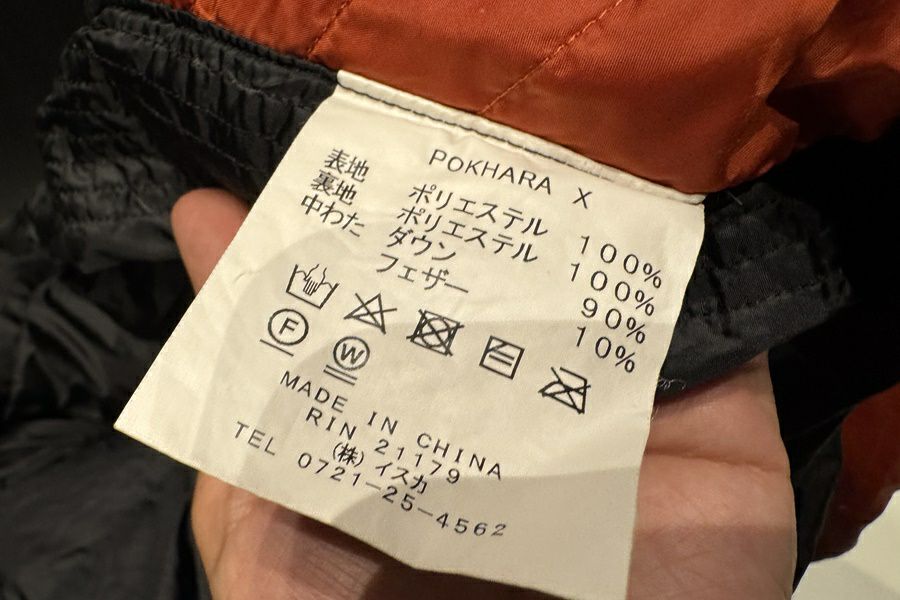 POKHARA X
表地 ポリエステル 100%
裏地 ポリエステル 100%
中わた ダウン 90%
フェザー 10%
F
W
MADE IN CHINA
RIN 21179
(株)イスカ
TEL 0721-25-4562